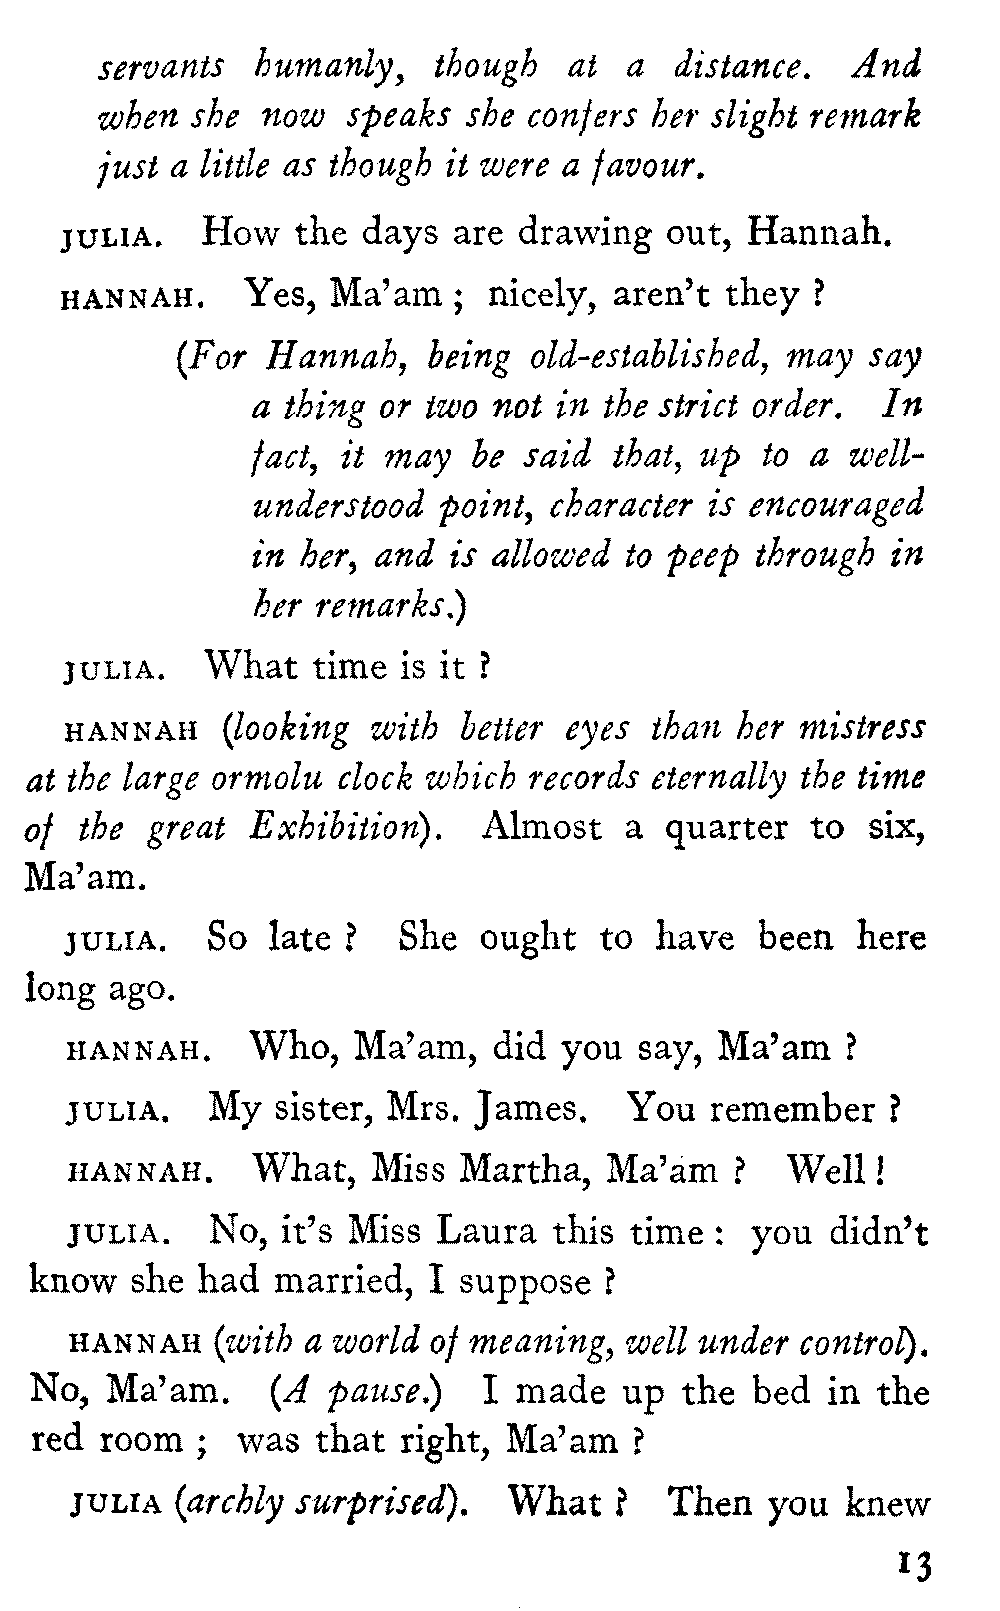 servants humanly, though at a distance. And
when she now speaks she confers her slight remark
just a little as though it were a favour.
JULIA. How the days are drawing out, Hannah.
HANNAH. Yes, Ma'am ; nicely, aren't they ?
(For Hannah, being old-established, may say
a thing or two not in the strict order. In
fact, it may be said that, up to a well-
understood point, character is encouraged
in her, and is allowed to peep through in
her remarks.)
JULIA. What time is it ?
HANNAH (looking with better eyes than her mistress
at the large ormolu clock which records eternally the time
of the great Exhibition). Almost a quarter to six,
Ma'am.
JULIA. So late ? She ought to have been here
long ago.
HANNAH. Who, Ma'am, did you say, Ma'am ?
JULIA. My sister, Mrs. James. You remember ?
HANNAH. What, Miss Martha, Ma'am ? Well !
JULIA. No, it's Miss Laura this time : you didn't
know she had married, I suppose ?
HANNAH (with a world of meaning, well under control).
No, Ma'am. (A pause.) I made up the bed in the
red room ; was that right, Ma'am ?
JULIA (archly surprised). What ? Then you knew
13